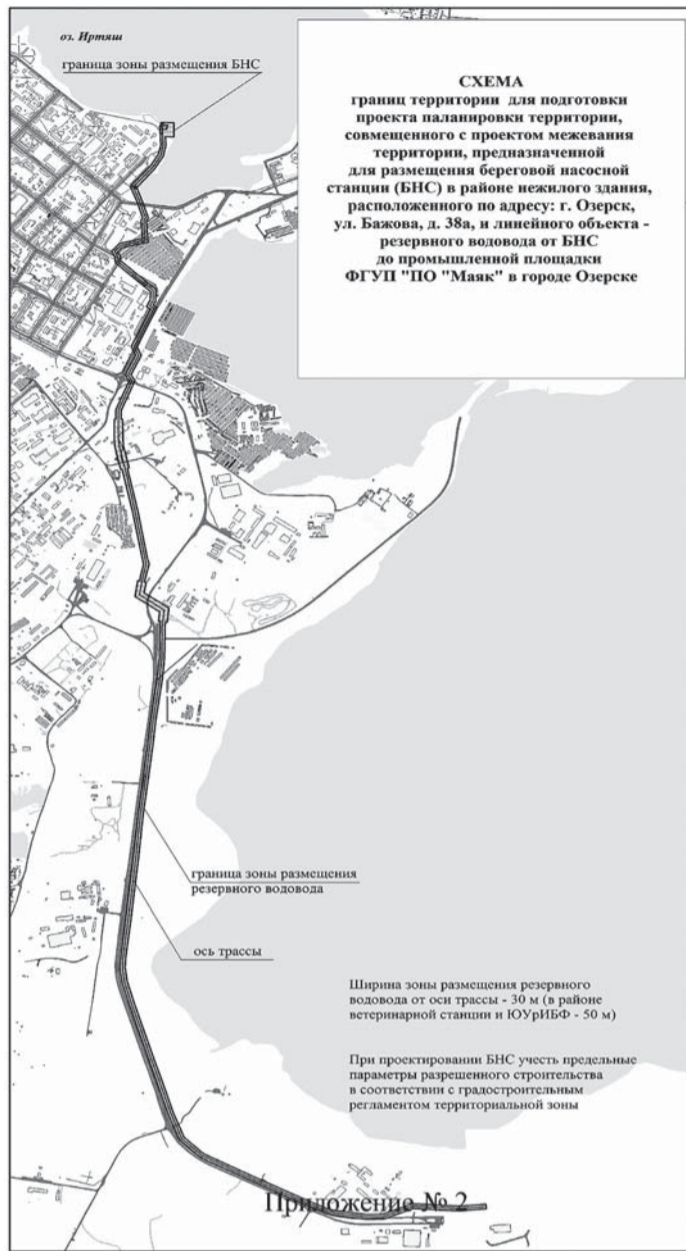 оз. Иртяш
граница зоны размещения БНС
СХЕМА
границ территории для подготовки
проекта паланировки территории,
совмещенного с проектом межевания
территории, предназначенной
для размещения береговой насосной
станции (БНС) в районе нежилого здания,
расположенного по адресу: г. Озерск,
ул. Бажова, д. 38а, и линейного объекта -
резервного водовода от БНС
до промышленной площадки
ФГУП "ПО "Маяк" в городе Озерске
граница зоны размещения
резервного водовода
ось трассы
Ширина зоны размещения резервного
водовода от оси трассы - 30 м (в районе
ветеринарной станции и ЮУрИБФ - 50 м)
При проектировании БНС учесть предельные
параметры разрешенного строительства
в соответствии с градостроительным
регламентом территориальной зоны
Приложение № 2